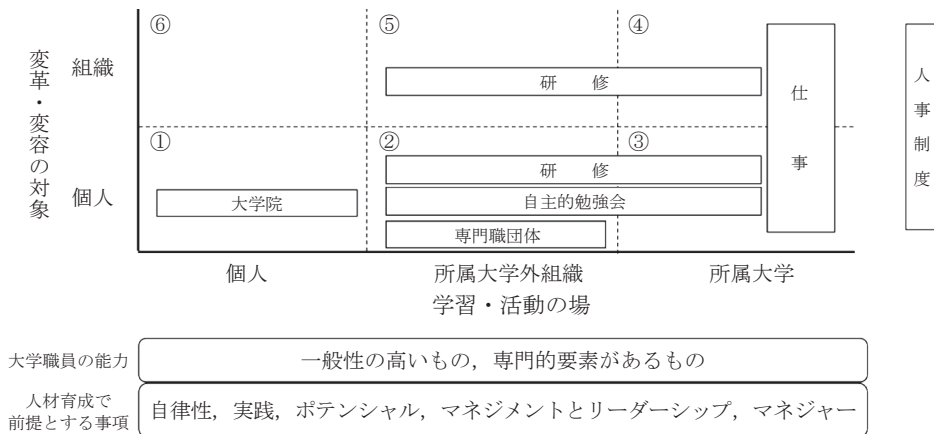 変革・変容の対象
組織
個人
⑥
⑤
④
研　修
仕事
人事制度
①
②
③
研　修
大学院
自主的勉強会
専門職団体
個人
所属大学外組織
所属大学
学習・活動の場
大学職員の能力
一般性の高いもの，専門的要素があるもの
人材育成で
前提とする事項
自律性，実践，ポテンシャル，マネジメントとリーダーシップ，マネジャー